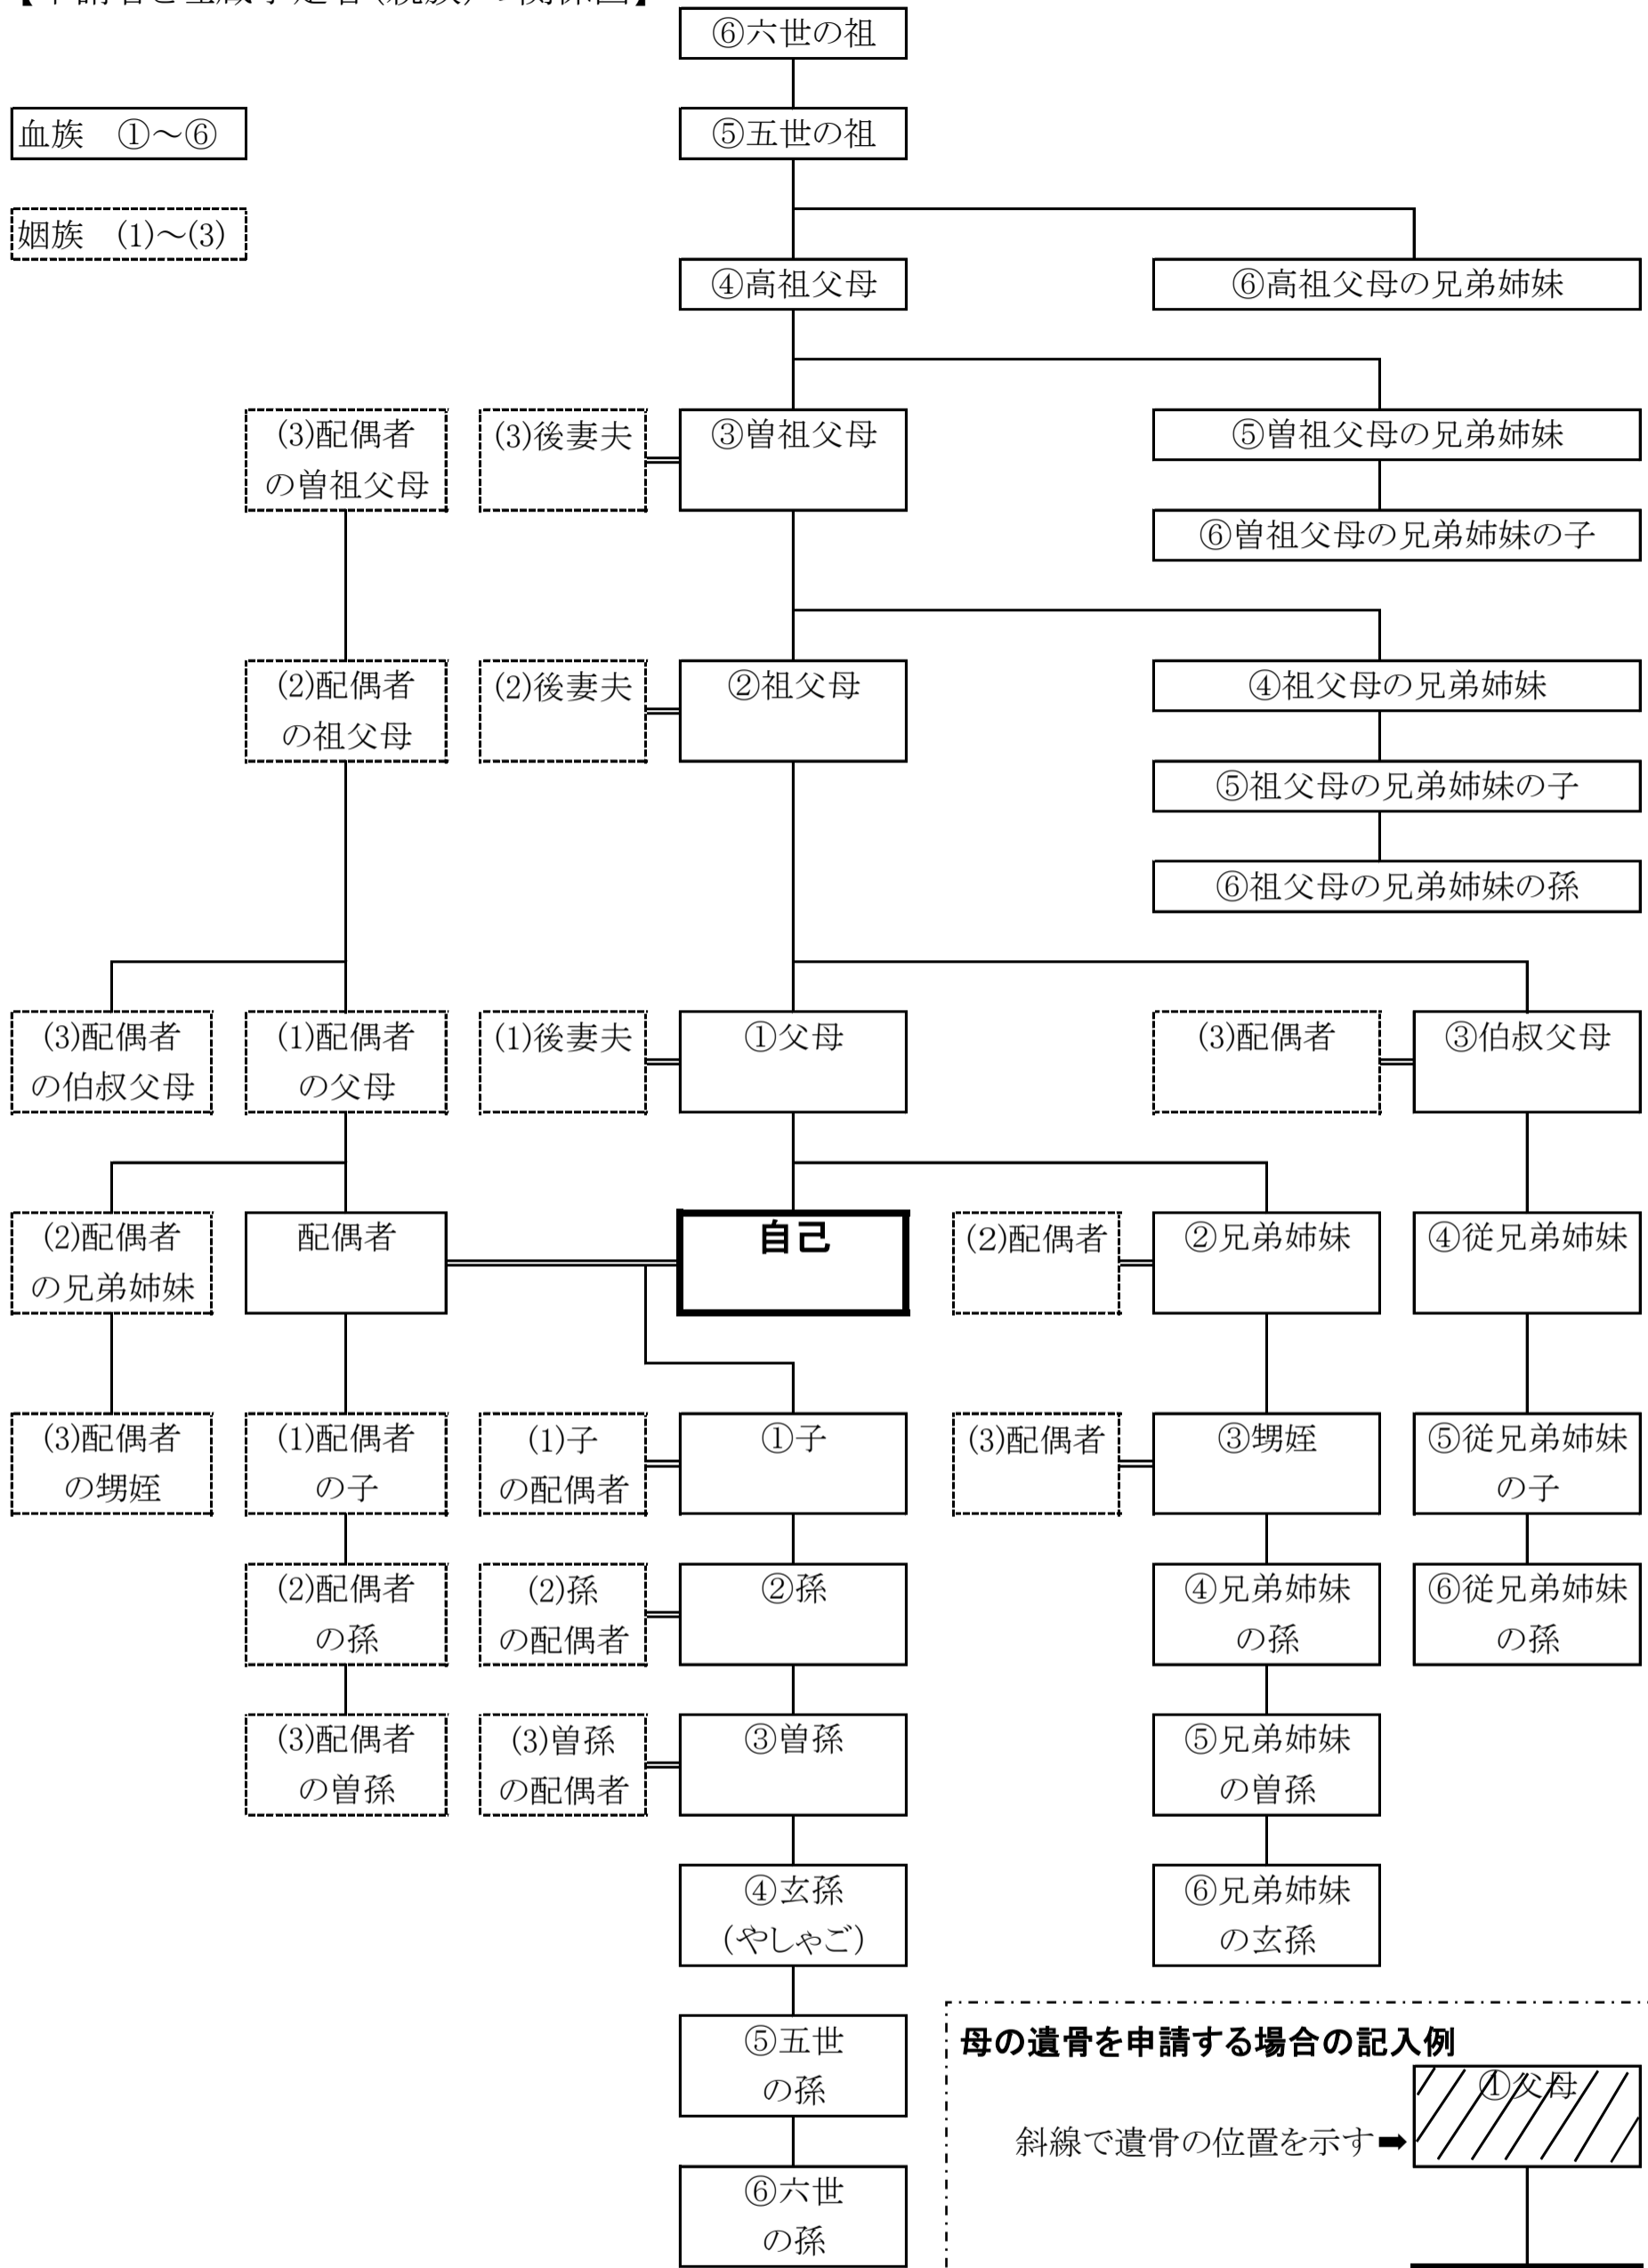 ⑥六世の祖
血族　①～⑥
⑤五世の祖
姻族　(1)～(3)
④高祖父母
⑥高祖父母の兄弟姉妹
(3)配偶者
の曽祖父母
(3)後妻夫
③曽祖父母
⑤曽祖父母の兄弟姉妹
⑥曽祖父母の兄弟姉妹の子
(2)配偶者
の祖父母
(2)後妻夫
②祖父母
④祖父母の兄弟姉妹
⑤祖父母の兄弟姉妹の子
⑥祖父母の兄弟姉妹の孫
(3)配偶者
の伯叔父母
(1)配偶者
の父母
(1)後妻夫
①父母
(3)配偶者
③伯叔父母
(2)配偶者
の兄弟姉妹
配偶者
自己
(2)配偶者
②兄弟姉妹
④従兄弟姉妹
(3)配偶者
の甥姪
(1)配偶者
の子
(1)子
の配偶者
①子
(3)配偶者
③甥姪
⑤従兄弟姉妹
の子
(2)配偶者
の孫
(2)孫
の配偶者
②孫
④兄弟姉妹
の孫
⑥従兄弟姉妹
の孫
(3)配偶者
の曽孫
(3)曽孫
の配偶者
③曽孫
⑤兄弟姉妹
の曽孫
④玄孫
(やしゃご)
⑥兄弟姉妹
の玄孫
⑤五世
の孫
⑥六世
の孫
母の遺骨を申請する場合の記入例
①父母
斜線で遺骨の位置を示す➡